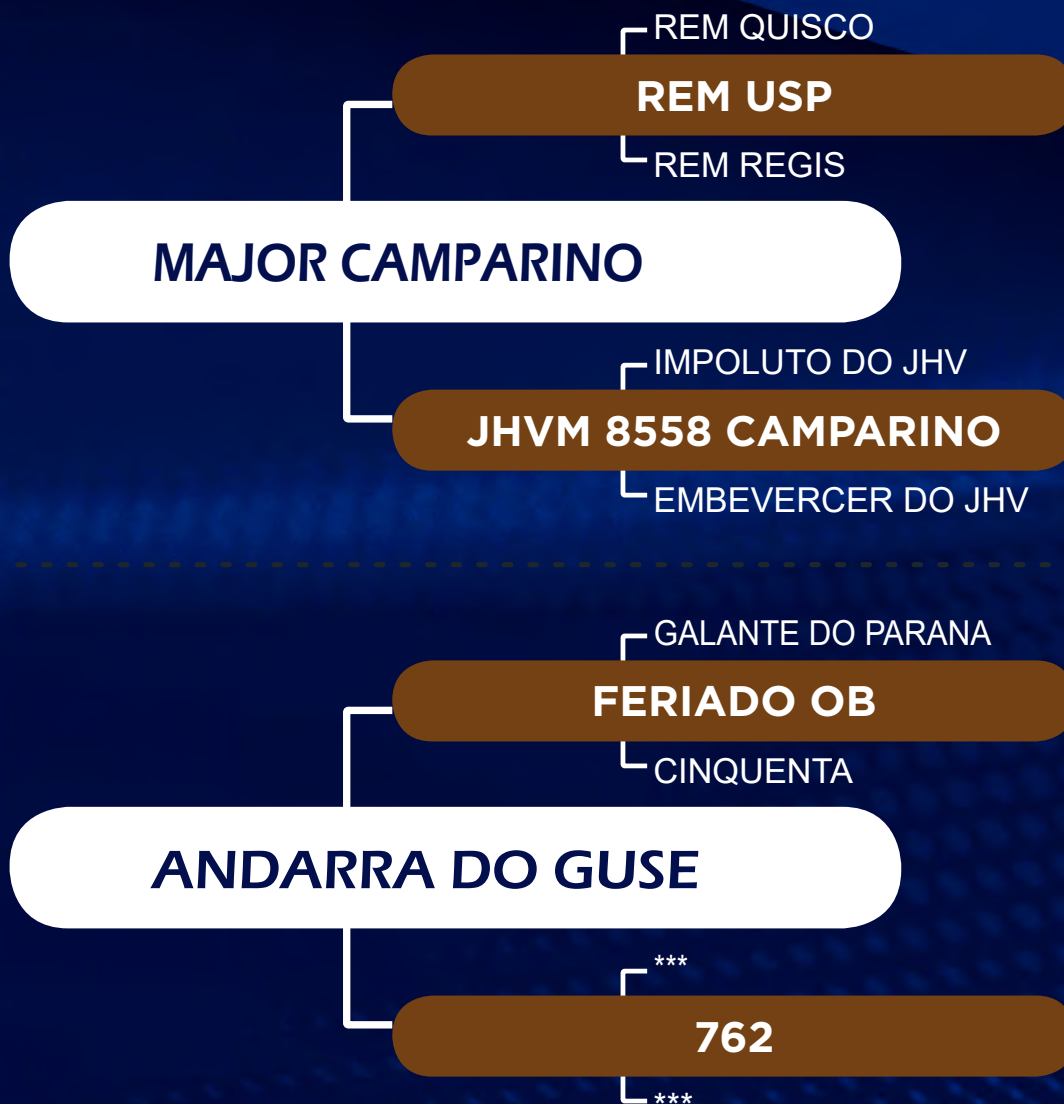 REM QUISCO
REM USP
REM REGIS
MAJOR CAMPARINO
IMPOLUTO DO JHV
JHVM 8558 CAMPARINO
EMBEVERCER DO JHV
GALANTE DO PARANA
FERIADO OB
CINQUENTA
ANDARRA DO GUSE
***
762
***